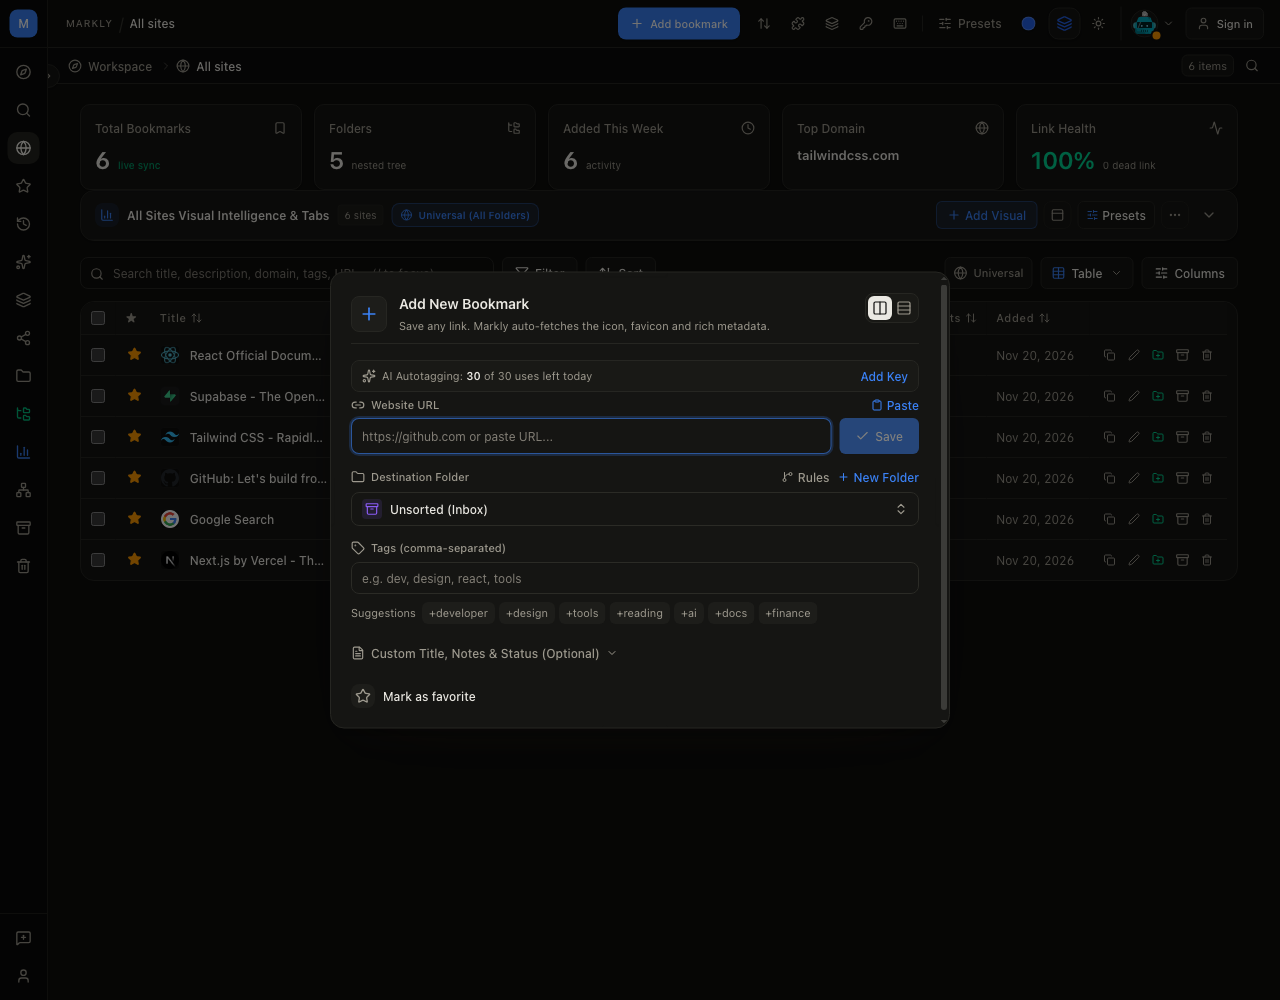 M MARKLY / All sites Add bookmark Presets Sign in
Workspace All sites 6 items
Total Bookmarks Folders Added This Week Top Domain Link Health
6 live sync 5 nested tree 6 activity tailwindcss.com 100% 0 dead link
All Sites Visual Intelligence & Tabs 6 sites Universal (All Folders) Add Visual Presets
Search title, description, domain, tags, Universal Table Columns
Title Added
React Official Docum... Nov 20, 2026
Supabase - The Open... Nov 20, 2026
Tailwind CSS - Rapidl... Nov 20, 2026
GitHub: Let's build fro... Nov 20, 2026
Google Search Nov 20, 2026
Next.js by Vercel - Th... Nov 20, 2026
Add New Bookmark
Save any link. Markly auto-fetches the icon, favicon and rich metadata.
AI Autotagging: 30 of 30 uses left today Add Key
Website URL Paste
https://github.com or paste URL... Save
Destination Folder Rules New Folder
Unsorted (Inbox)
Tags (comma-separated)
e.g. dev, design, react, tools
Suggestions +developer +design +tools +reading +ai +docs +finance
Custom Title, Notes & Status (Optional)
Mark as favorite